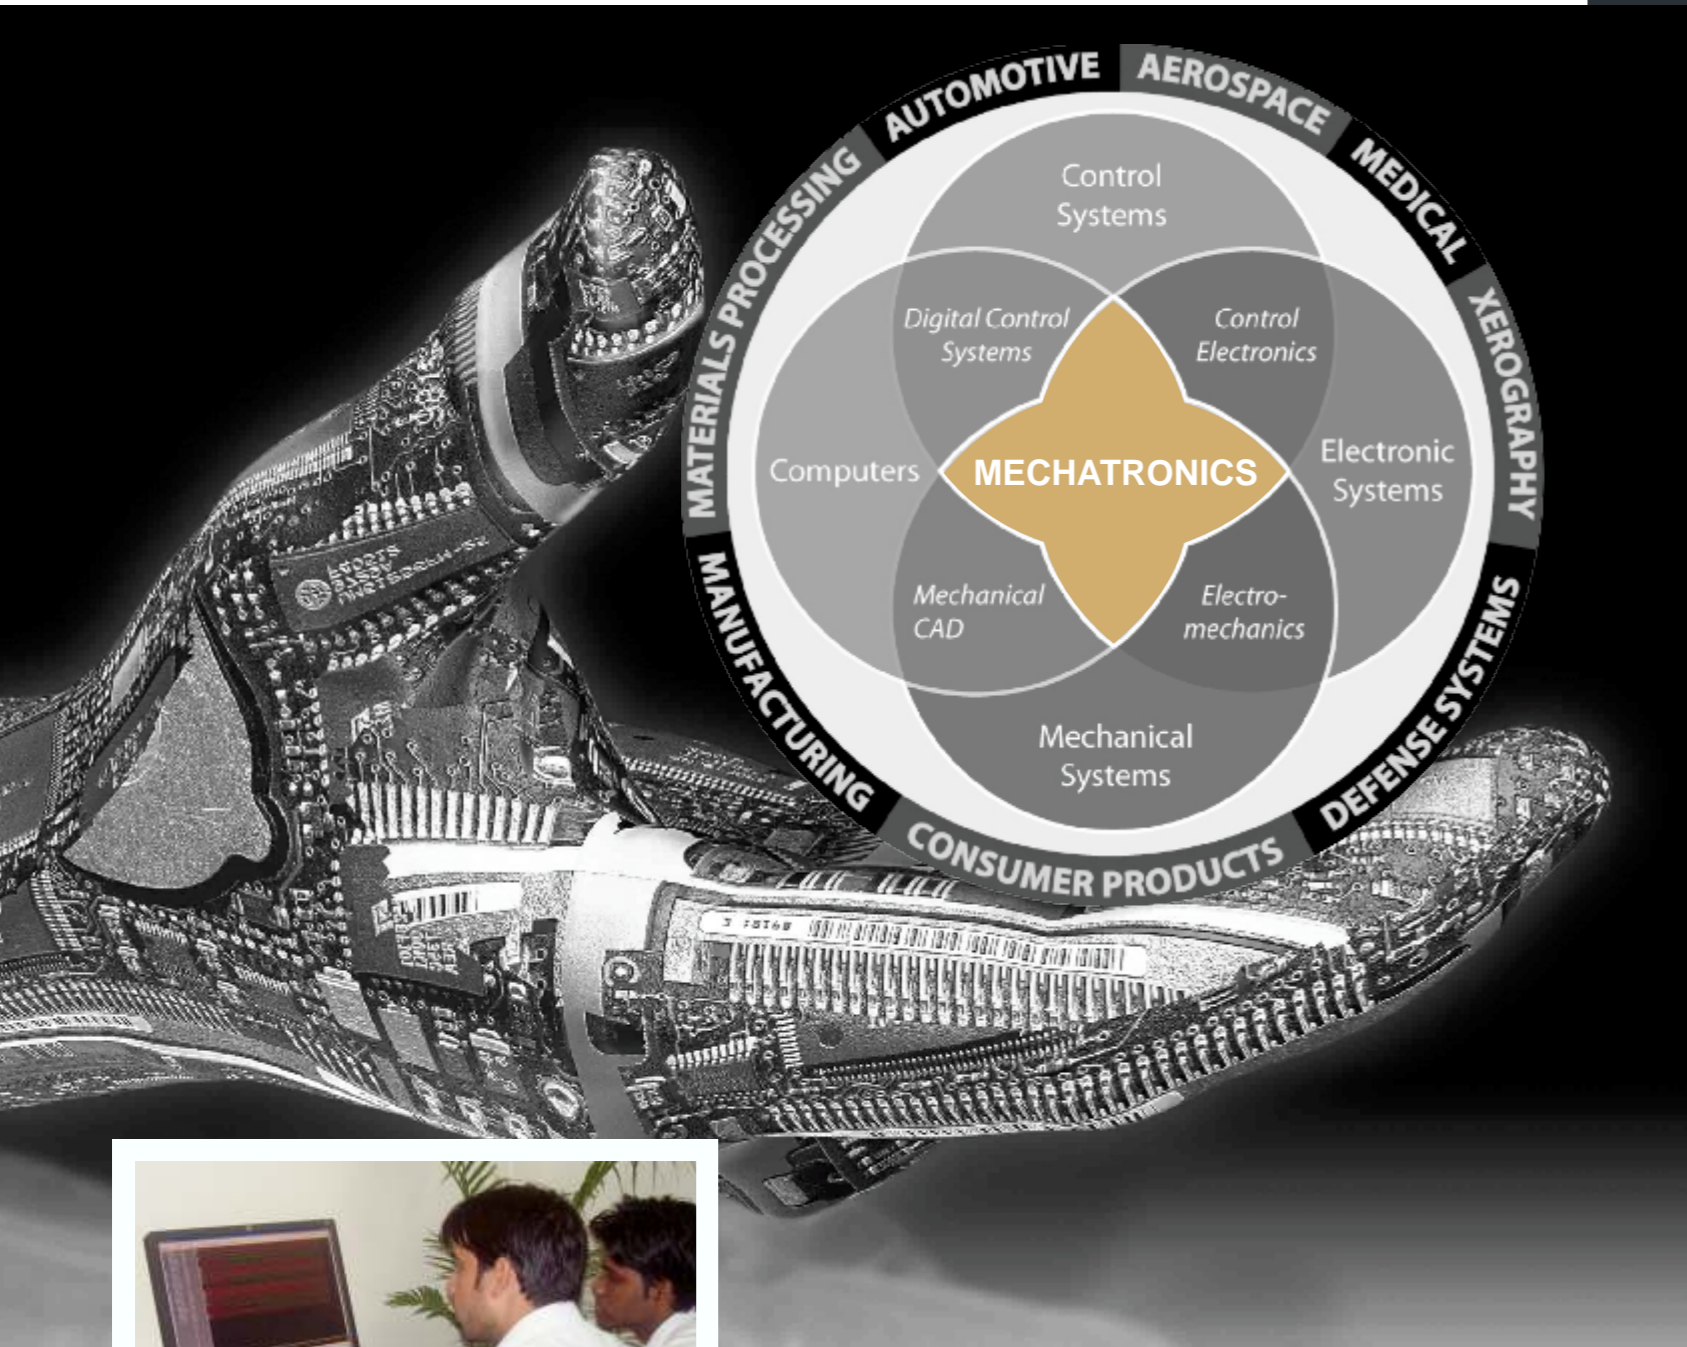 AUTOMOTIVE
AEROSPACE
MEDICAL
XEROGRAPHY
DEFENSE SYSTEMS
CONSUMER PRODUCTS
MANUFACTURING
MATERIALS PROCESSING
Control
Systems
Digital Control
Systems
Control
Electronics
Computers
MECHATRONICS
Electronic
Systems
Mechanical
CAD
Electro-
mechanics
Mechanical
Systems